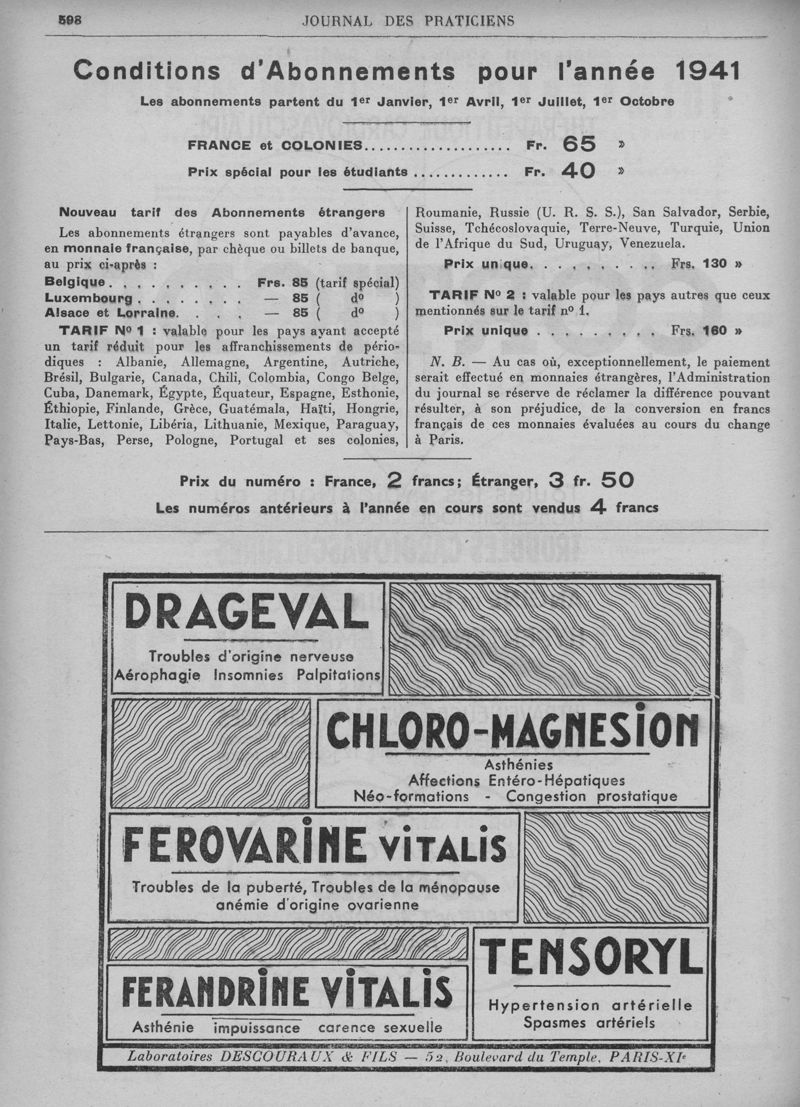 598
JOURNAL DES PRATICIENS
Conditions d'Abonnements pour l'année 1941
Les abonnements partent du 1er Janvier, 1er Avril, 1er Juillet, 1er Octobre
FRANCE et COLONIES.................... Fr. 65 »
Prix spécial pour les étudiants ............. Fr. 40 »
Nouveau tarif des Abonnements étrangers
Les abonnements étrangers sont payables d'avance,
en monnaie française, par chèque ou billets de banque,
au prix ci-après :
Belgique . . . . . . . . . . Frs. 85 (tarif spécial)
Luxembourg . . . . . . . . — 85 ( do )
Alsace et Lorraine. . . . . — 85 ( do )
TARIF No 1 : valable pour les pays ayant accepté
un tarif réduit pour les affranchissements de pério-
diques : Albanie, Allemagne, Argentine, Autriche,
Brésil, Bulgarie, Canada, Chili, Colombia, Congo Belge,
Cuba, Danemark, Égypte, Équateur, Espagne, Esthonie,
Éthiopie, Finlande, Grèce, Guatémala, Haïti, Hongrie,
Italie, Lettonie, Libéria, Lithuanie, Mexique, Paraguay,
Pays-Bas, Perse, Pologne, Portugal et ses colonies,
Roumanie, Russie (U. R. S. S.), San Salvador, Serbie,
Suisse, Tchécoslovaquie, Terre-Neuve, Turquie, Union
de l'Afrique du Sud, Uruguay, Venezuela.
Prix unique. . . . . . . . . . Frs. 130 »
TARIF No 2 : valable pour les pays autres que ceux
mentionnés sur le tarif no 1.
Prix unique . . . . . . . . . Frs. 160 »
N. B. — Au cas où, exceptionnellement, le paiement
serait effectué en monnaies étrangères, l'Administration
du journal se réserve de réclamer la différence pouvant
résulter, à son préjudice, de la conversion en francs
français de ces monnaies évaluées au cours du change
à Paris.
Prix du numéro : France, 2 francs; Étranger, 3 fr. 50
Les numéros antérieurs à l'année en cours sont vendus 4 francs
DRAGEVAL
Troubles d'origine nerveuse
Aérophagie Insomnies Palpitations
CHLORO-MAGNESION
Asthénies
Affections Entéro-Hépatiques
Néo-formations - Congestion prostatique
FEROVARINE VITALIS
Troubles de la puberté, Troubles de la ménopause
anémie d'origine ovarienne
FERANDRINE VITALIS
Asthénie impuissance carence sexuelle
TENSORYL
Hypertension artérielle
Spasmes artériels
Laboratoires DESCOURAUX & FILS — 52, Boulevard du Temple, PARIS-XIe